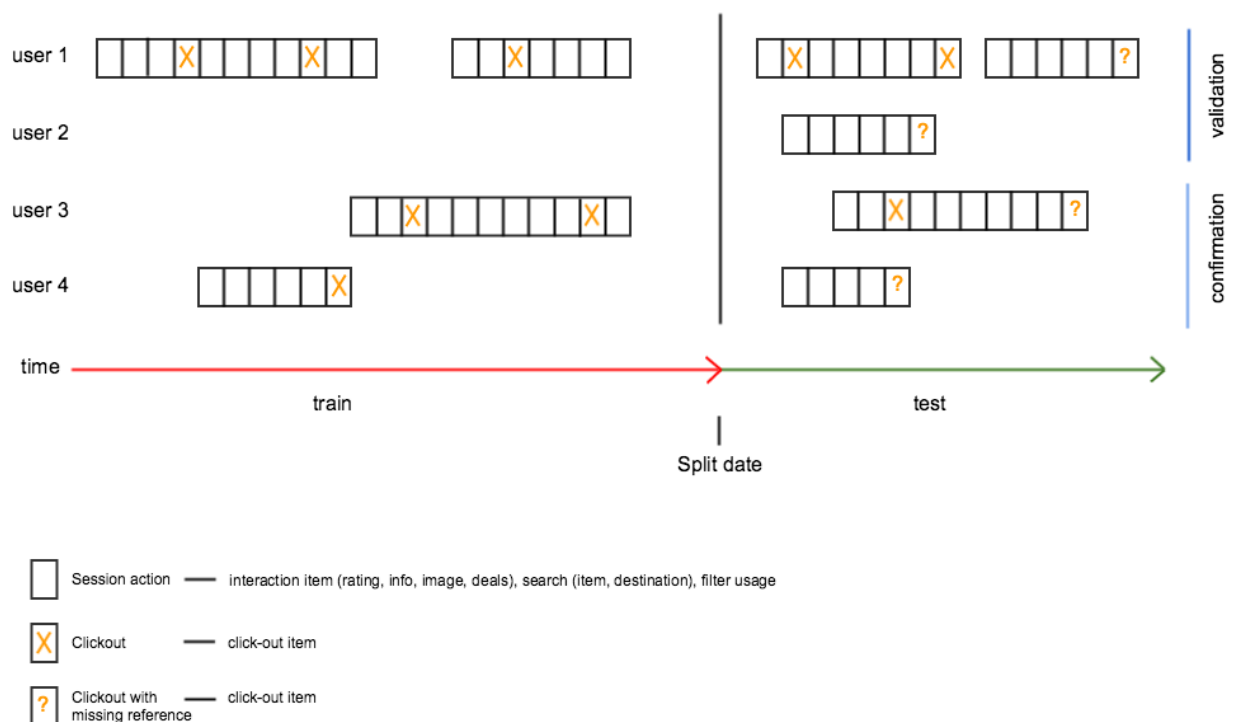 user 1
X
X
X
X
X
?
user 2
?
validation
user 3
X
X
X
?
user 4
X
?
confirmation
time
train
test
Split date
Session action
interaction item (rating, info, image, deals), search (item, destination), filter usage
X
Clickout
click-out item
?
Clickout with
missing reference
click-out item